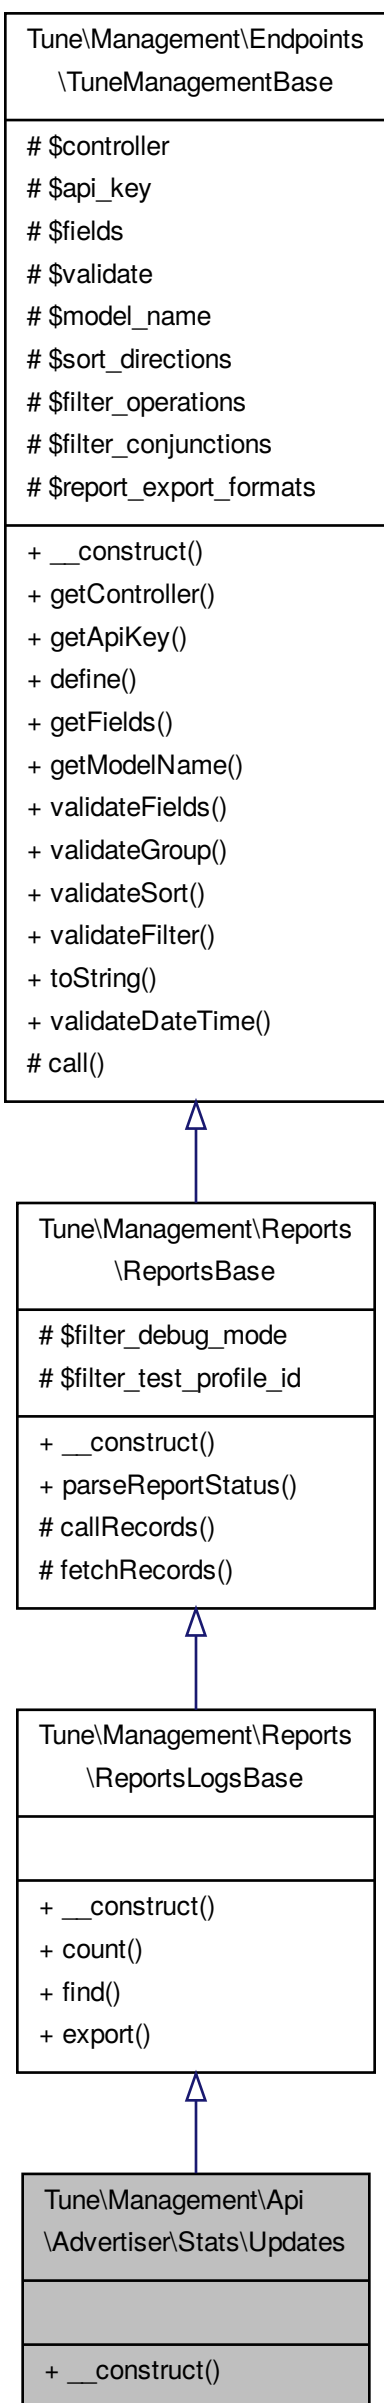 Tune\Management\Endpoints
\TuneManagementBase
# $controller
# $api_key
# $fields
# $validate
# $model_name
# $sort_directions
# $filter_operations
# $filter_conjunctions
# $report_export_formats
+ __construct()
+ getController()
+ getApiKey()
+ define()
+ getFields()
+ getModelName()
+ validateFields()
+ validateGroup()
+ validateSort()
+ validateFilter()
+ toString()
+ validateDateTime()
# call()
Tune\Management\Reports
\ReportsBase
# $filter_debug_mode
# $filter_test_profile_id
+ __construct()
+ parseReportStatus()
# callRecords()
# fetchRecords()
Tune\Management\Reports
\ReportsLogsBase
+ __construct()
+ count()
+ find()
+ export()
Tune\Management\Api
\Advertiser\Stats\Updates
+ __construct()